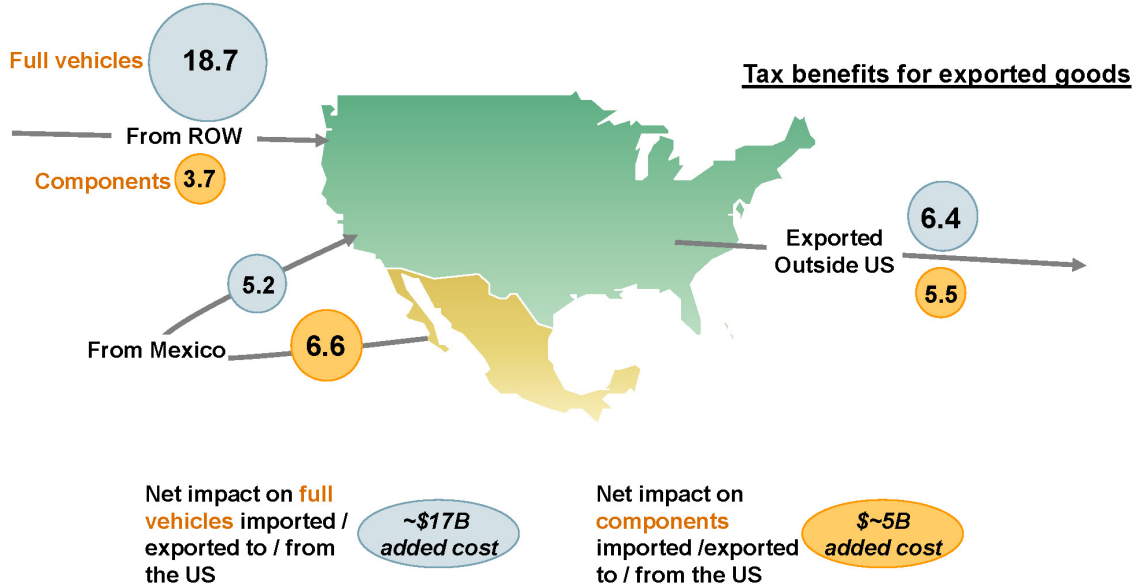 Full vehicles
18.7
From ROW
Components
3.7
5.2
From Mexico
6.6
Tax benefits for exported goods
Exported
Outside US
6.4
5.5
Net impact on full
vehicles imported /
exported to / from
the US
~$17B
added cost
Net impact on
components
imported /exported
to / from the US
$~5B
added cost